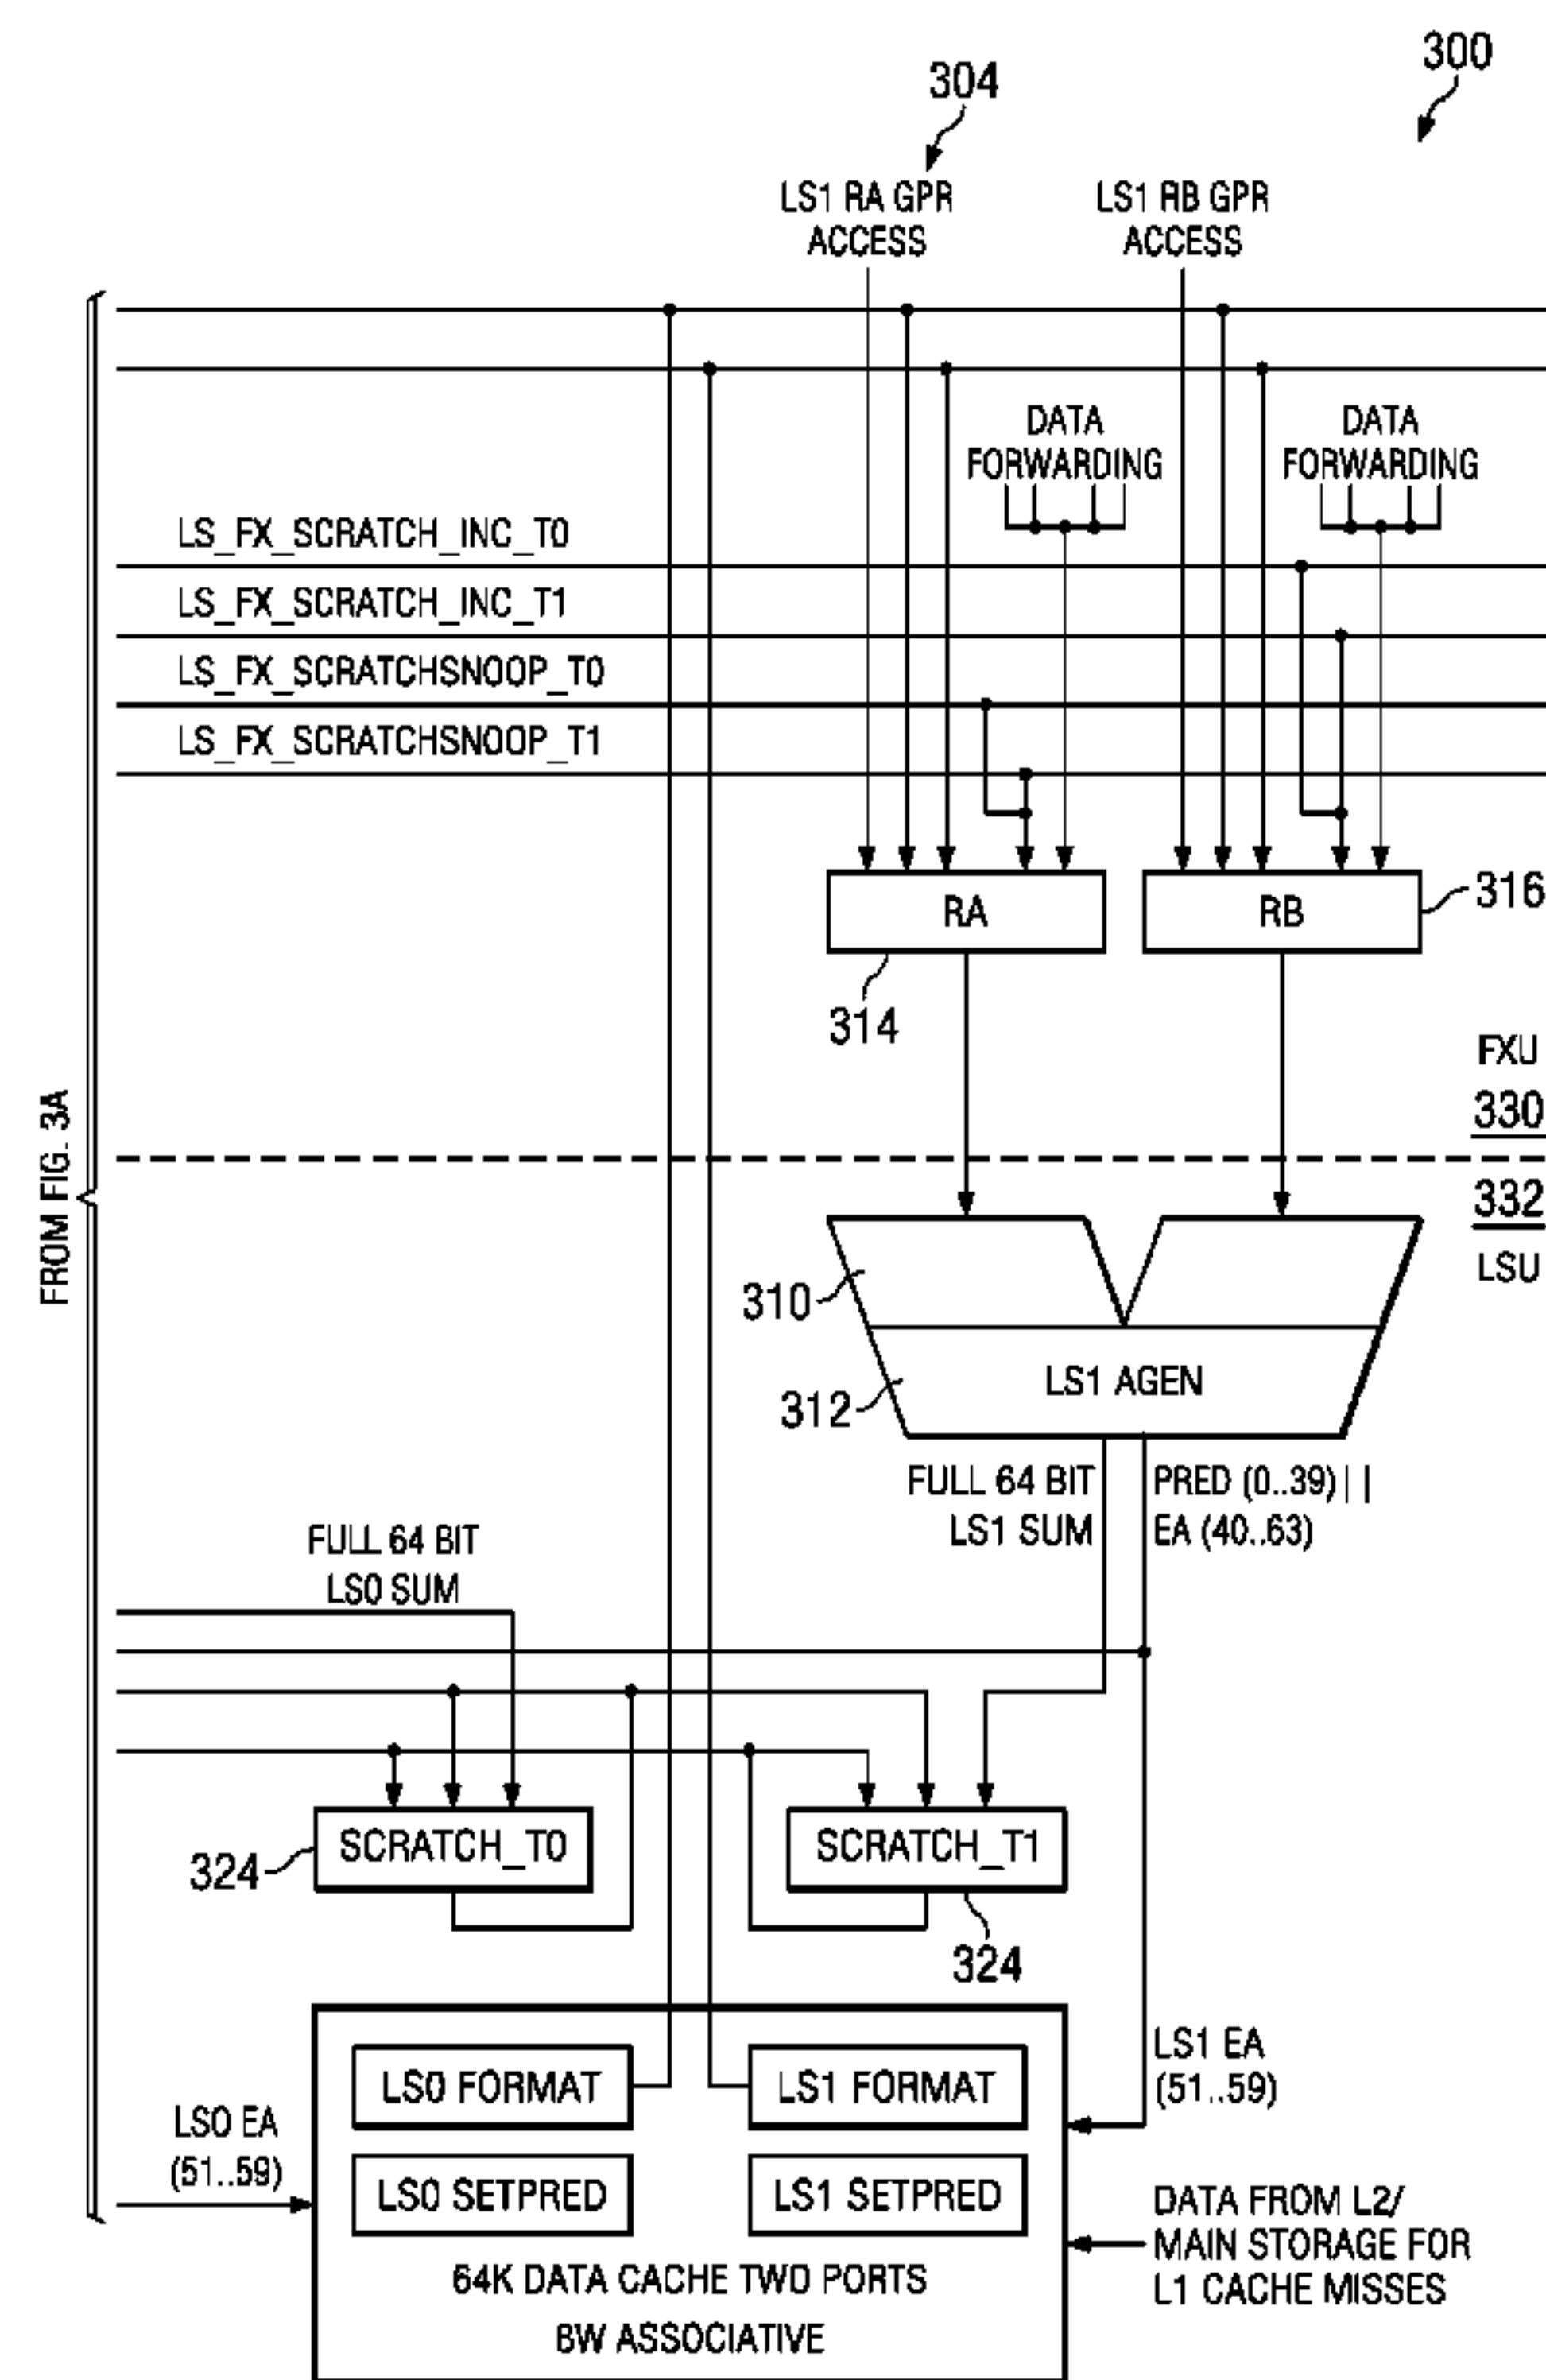 300
304
LS1 RA GPR
ACCESS
LS1 RB GPR
ACCESS
DATA
FORWARDING
DATA
FORWARDING
LS_FX_SCRATCH_INC_T0
LS_FX_SCRATCH_INC_T1
LS_FX_SCRATCHSNOOP_T0
LS_FX_SCRATCHSNOOP_T1
RA
RB
316
314
FXU
330
FROM FIG. 3A
332
LSU
310
LS1 AGEN
312
FULL 64 BIT
LS1 SUM
PRED (0..39) ||
EA (40..63)
FULL 64 BIT
LS0 SUM
SCRATCH_T0
SCRATCH_T1
324
324
LS0 FORMAT
LS1 FORMAT
LS1 EA
(51..59)
LS0 EA
(51..59)
LS0 SETPRED
LS1 SETPRED
DATA FROM L2/
MAIN STORAGE FOR
L1 CACHE MISSES
64K DATA CACHE TWO PORTS
8W ASSOCIATIVE